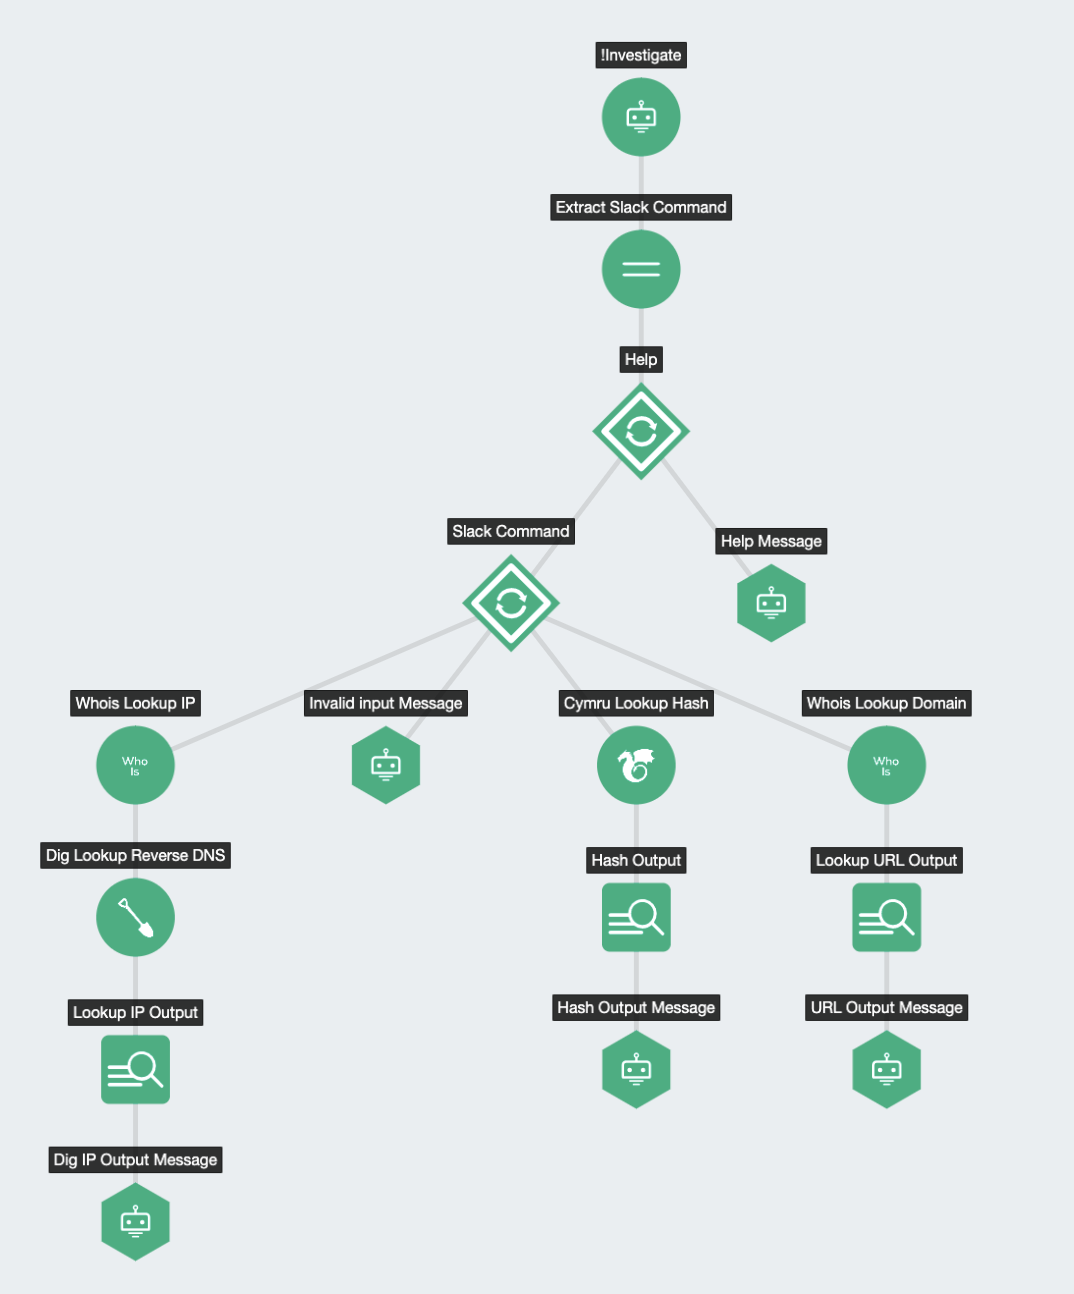 !Investigate
Extract Slack Command
Help
Slack Command
Help Message
Whois Lookup IP
Invalid input Message
Cymru Lookup Hash
Whois Lookup Domain
Who
Is
Who
Is
Dig Lookup Reverse DNS
Hash Output
Lookup URL Output
Lookup IP Output
Hash Output Message
URL Output Message
Dig IP Output Message